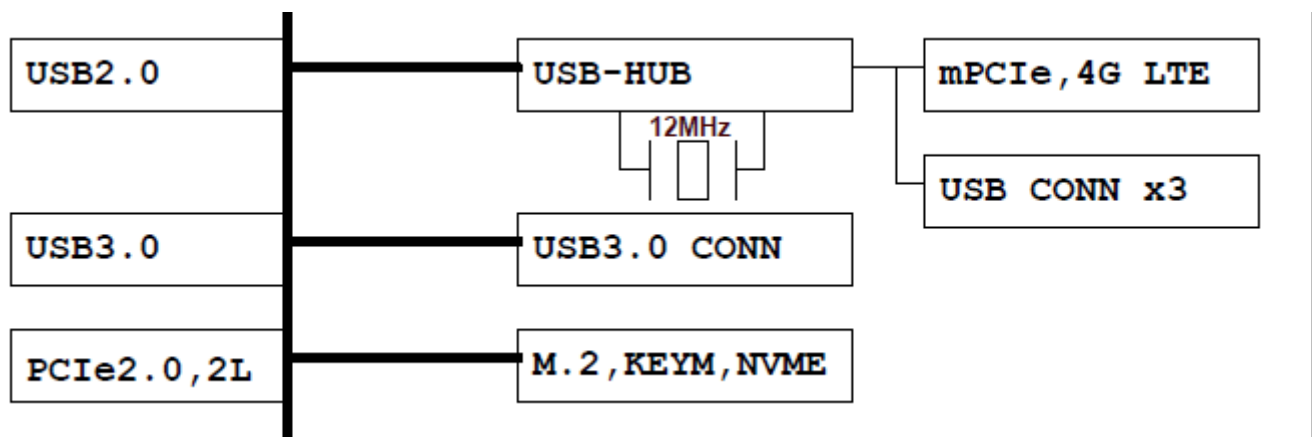 USB2.0
USB-HUB
mPCIe,4G LTE
12MHz
USB CONN x3
USB3.0
USB3.0 CONN
PCIe2.0,2L
M.2,KEYM,NVME